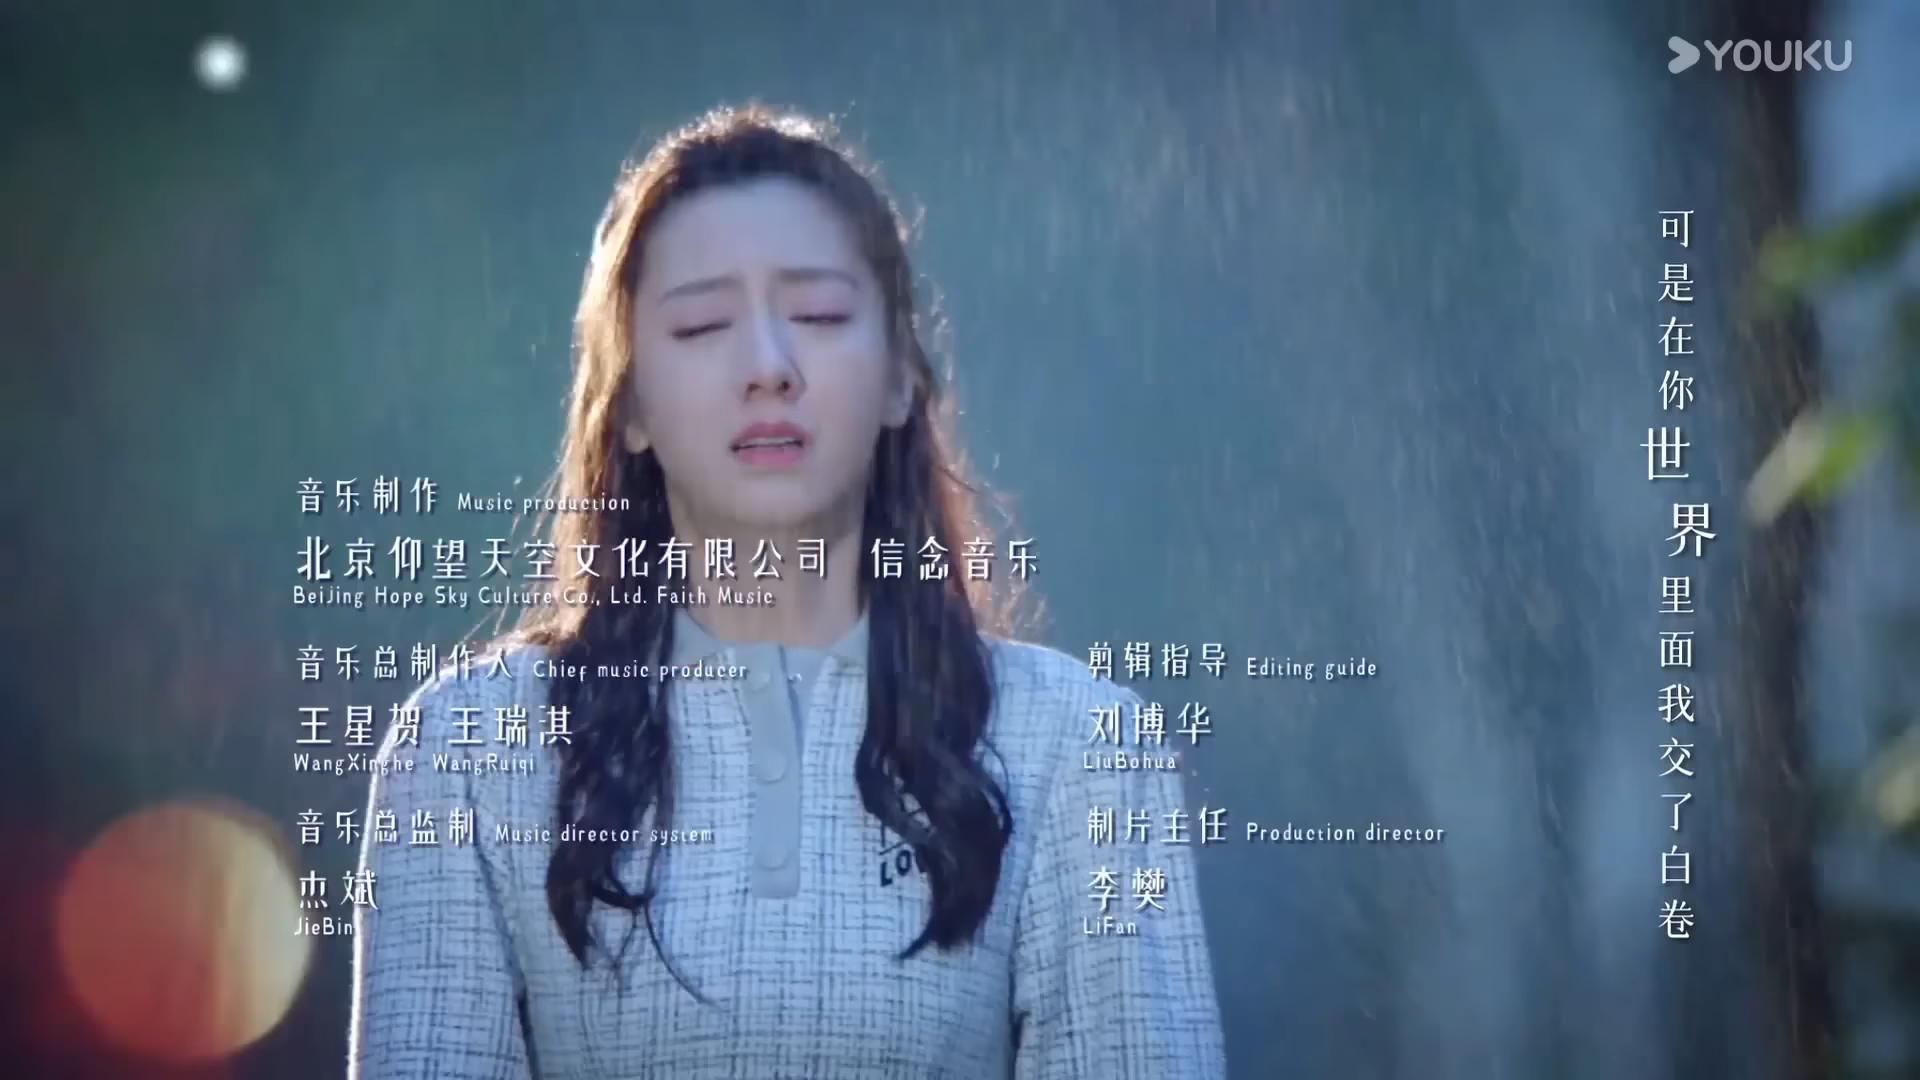 YOUKU
可是在你世界里面我交了白卷
音乐制作 Music production
北京仰望天空文化有限公司 信念音乐
BeiJing Hope Sky Culture Co., Ltd. Faith Music
音乐总制作人 Chief music producer
王星贺 王瑞淇
WangXinghe WangRuiqi
音乐总监制 Music director system
杰斌
JieBin
剪辑指导 Editing guide
刘博华
LiuBohua
制片主任 Production director
李樊
LiFan